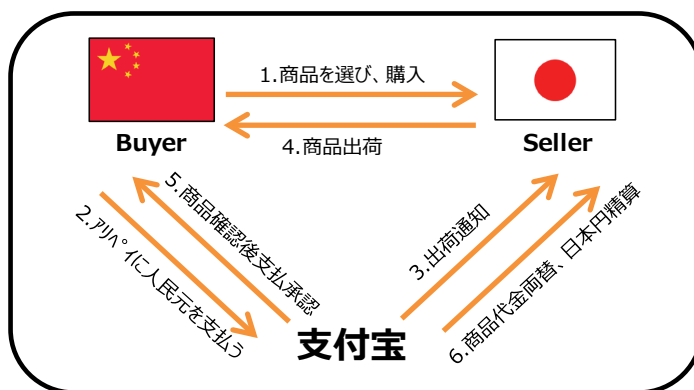 1.商品を選び、購入
Buyer
Seller
4.商品出荷
2.ｱﾘﾍﾟｲに人民元を支払う
5.商品確認後支払承認
3.出荷通知
6.商品代金両替、日本円精算
支付宝